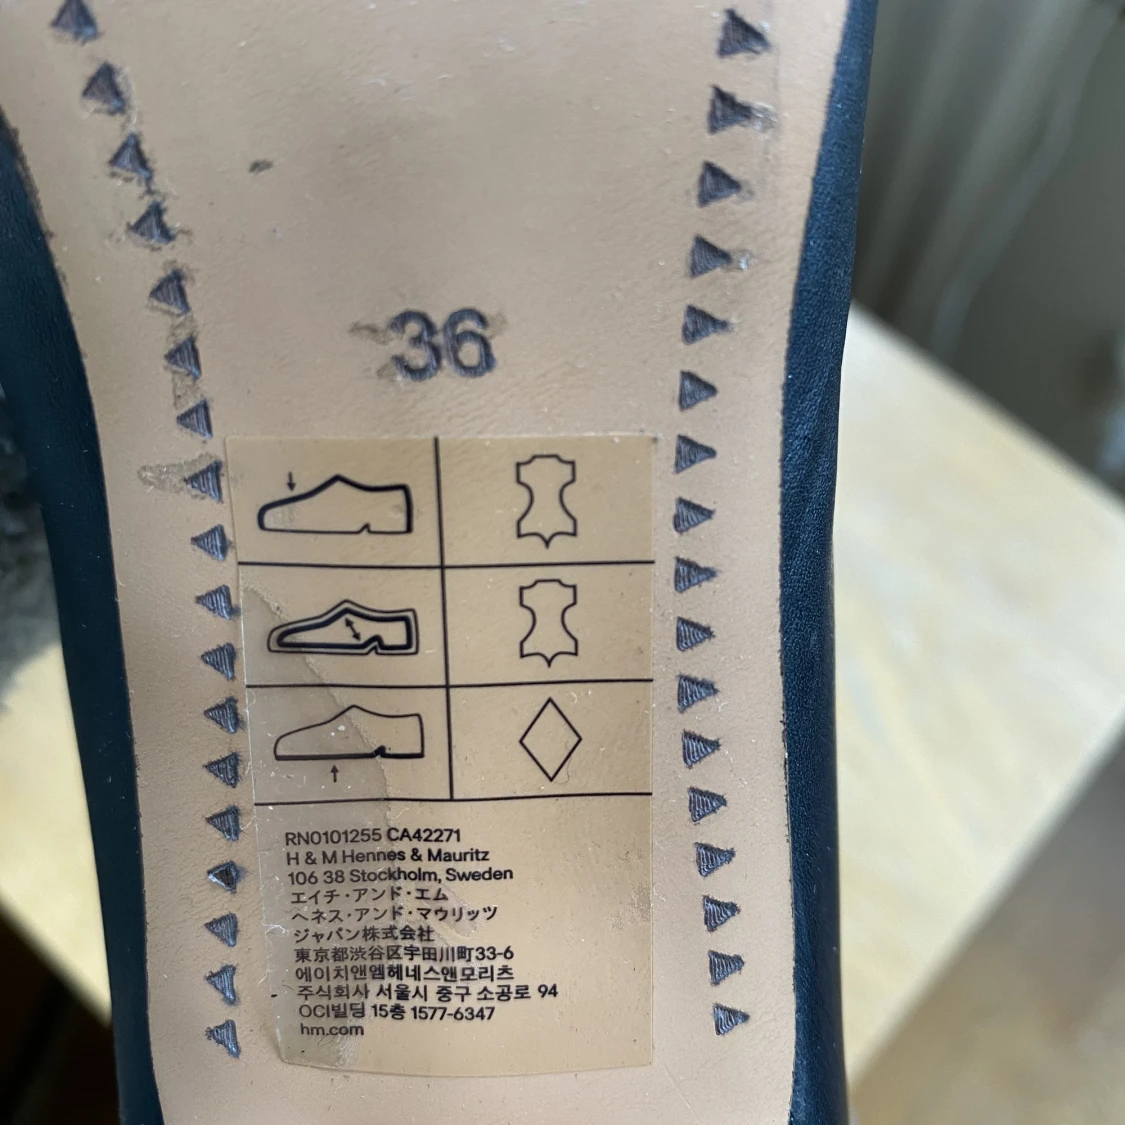 36
RN0101255 CA42271
H & M Hennes & Mauritz
106 38 Stockholm, Sweden
エイチ・アンド・エム
ヘネス・アンド・マウリッツ
ジャパン株式会社
東京都渋谷区宇田川町33-6
에이치앤엠헤네스앤모리츠
주식회사 서울시 중구 소공로 94
OCI빌딩 15층 1577-6347
hm.com